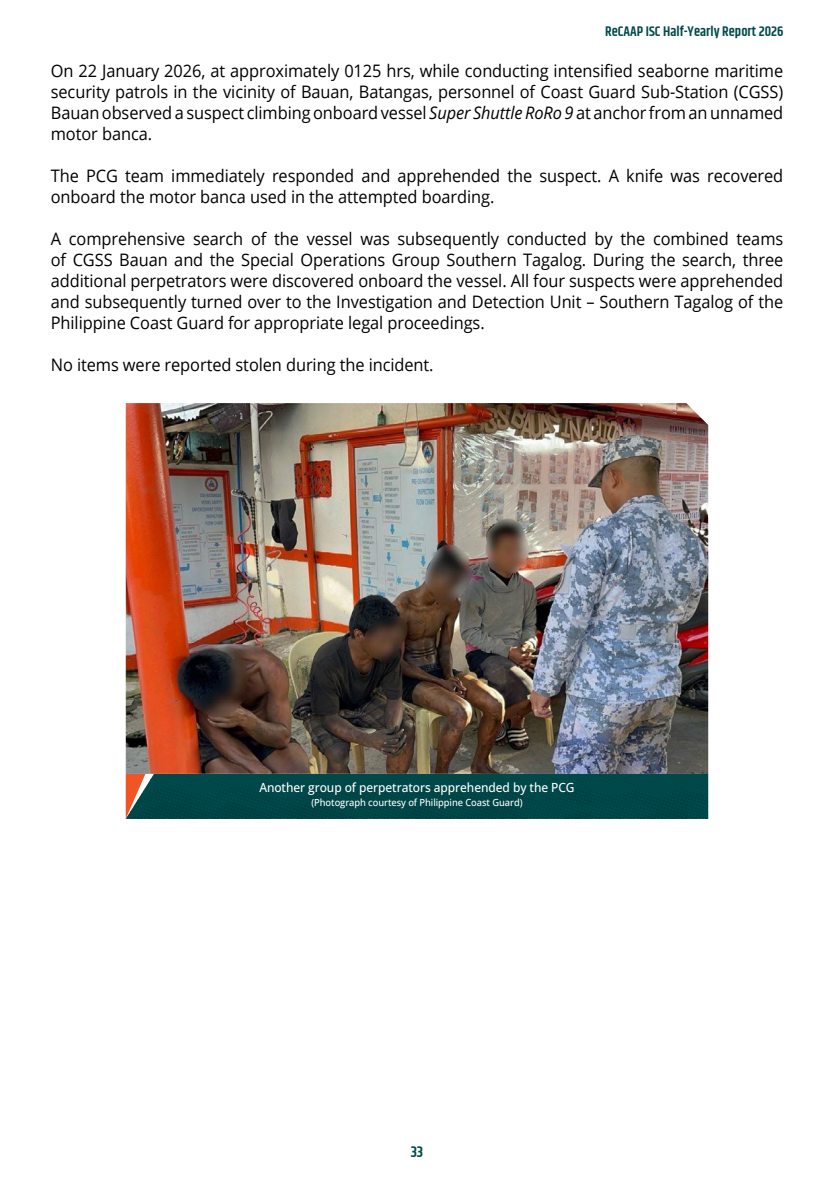 ReCAAP ISC Half-Yearly Report 2026
On 22 January 2026, at approximately 0125 hrs, while conducting intensified seaborne maritime
security patrols in the vicinity of Bauan, Batangas, personnel of Coast Guard Sub-Station (CGSS)
Bauan observed a suspect climbing onboard vessel Super Shuttle RoRo 9 at anchor from an unnamed
motor banca.
The PCG team immediately responded and apprehended the suspect. A knife was recovered
onboard the motor banca used in the attempted boarding.
A comprehensive search of the vessel was subsequently conducted by the combined teams
of CGSS Bauan and the Special Operations Group Southern Tagalog. During the search, three
additional perpetrators were discovered onboard the vessel. All four suspects were apprehended
and subsequently turned over to the Investigation and Detection Unit – Southern Tagalog of the
Philippine Coast Guard for appropriate legal proceedings.
No items were reported stolen during the incident.
PRE-DEPARTURE
INSPECTION
FLOW CHART
FLOW CHART
Another group of perpetrators apprehended by the PCG
(Photograph courtesy of Philippine Coast Guard)
33